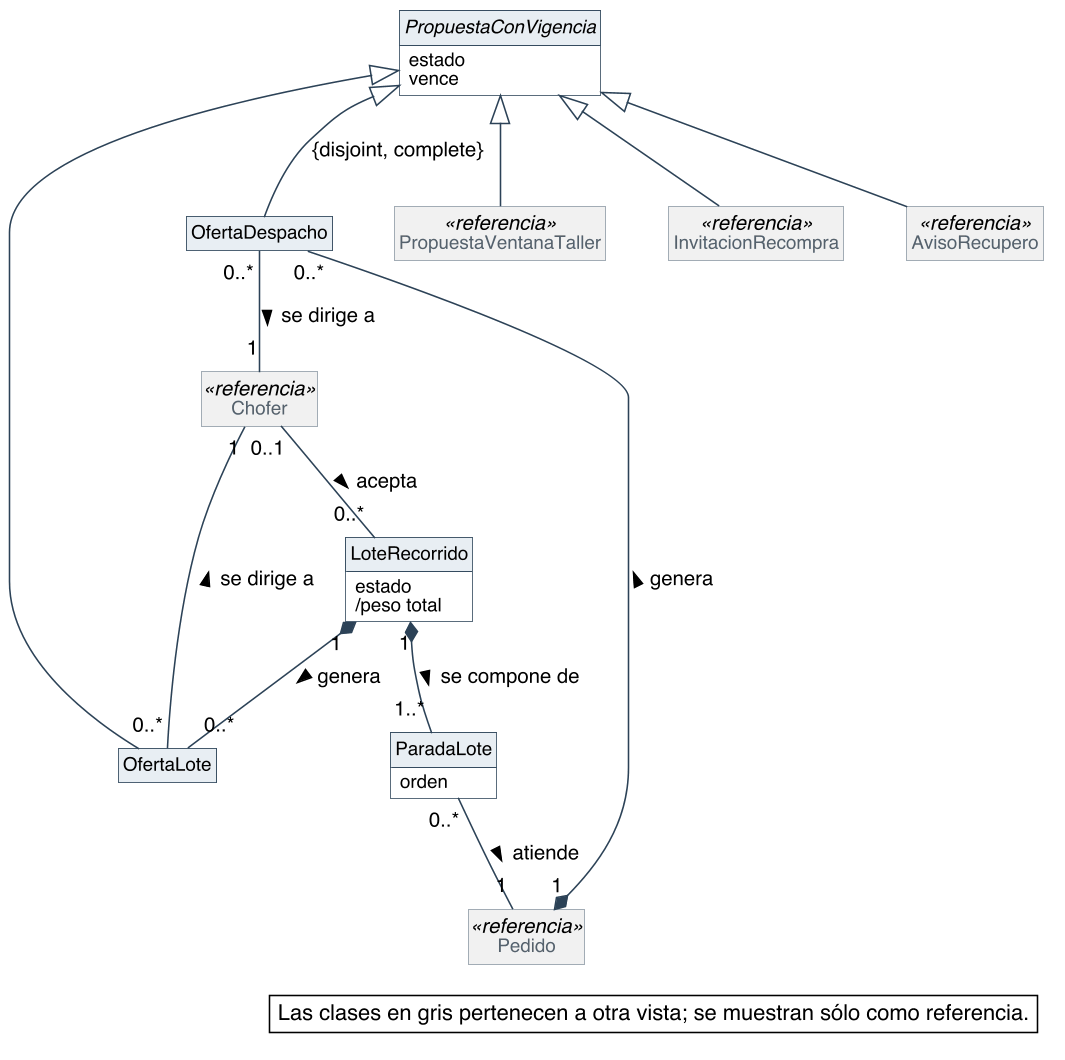 PropuestaConVigencia
estado
vence
{disjoint, complete}
OfertaDespacho
«referencia»
PropuestaVentanaTaller
«referencia»
InvitacionRecompra
«referencia»
AvisoRecupero
0..*
0..*
se dirige a
1
«referencia»
Chofer
1
0..1
acepta
0..*
LoteRecorrido
estado
/peso total
se dirige a
genera
1
1
genera
se compone de
1..*
0..*
0..*
OfertaLote
ParadaLote
orden
0..*
atiende
1
1
«referencia»
Pedido
Las clases en gris pertenecen a otra vista; se muestran sólo como referencia.